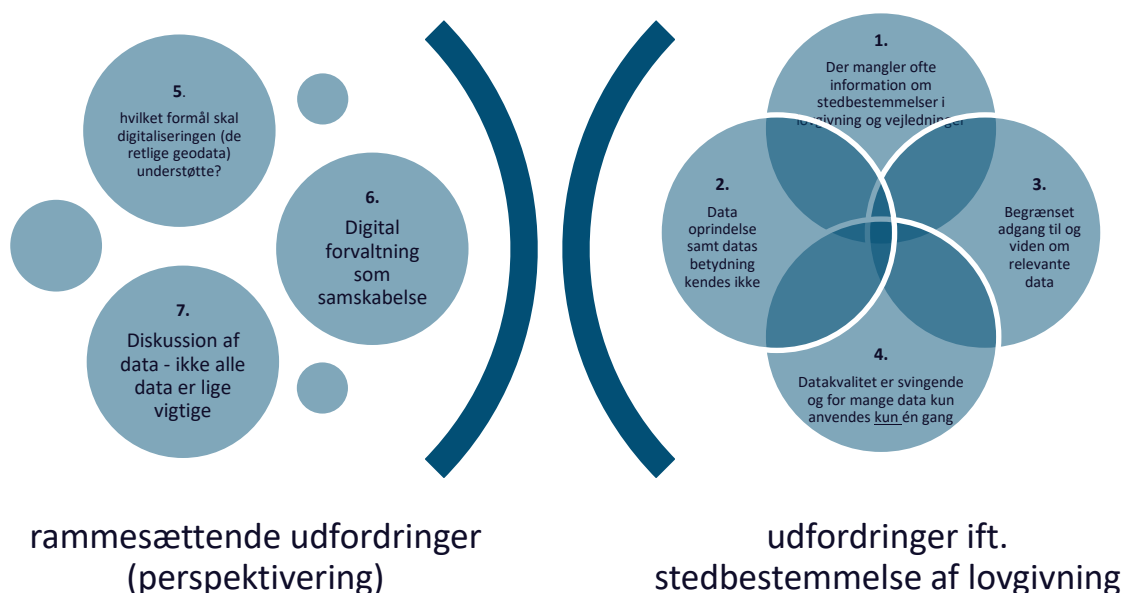 5.
hvilket formål skal
digitaliseringen (de
retlige geodata)
understøtte?
6.
Digital
forvaltning
som
samskabelse
7.
Diskussion af
data - ikke alle
data er lige
vigtige
1.
Der mangler ofte
information om
stedbestemmelser i
lovgivning og vejledninger
2.
Data
oprindelse
samt datas
betydning
kendes ikke
3.
Begrænset
adgang til og
viden om
relevante
data
4.
Datakvalitet er svingende
og for mange data kun
anvendes kun én gang
rammesættende udfordringer
(perspektivering)
udfordringer ift.
stedbestemmelse af lovgivning